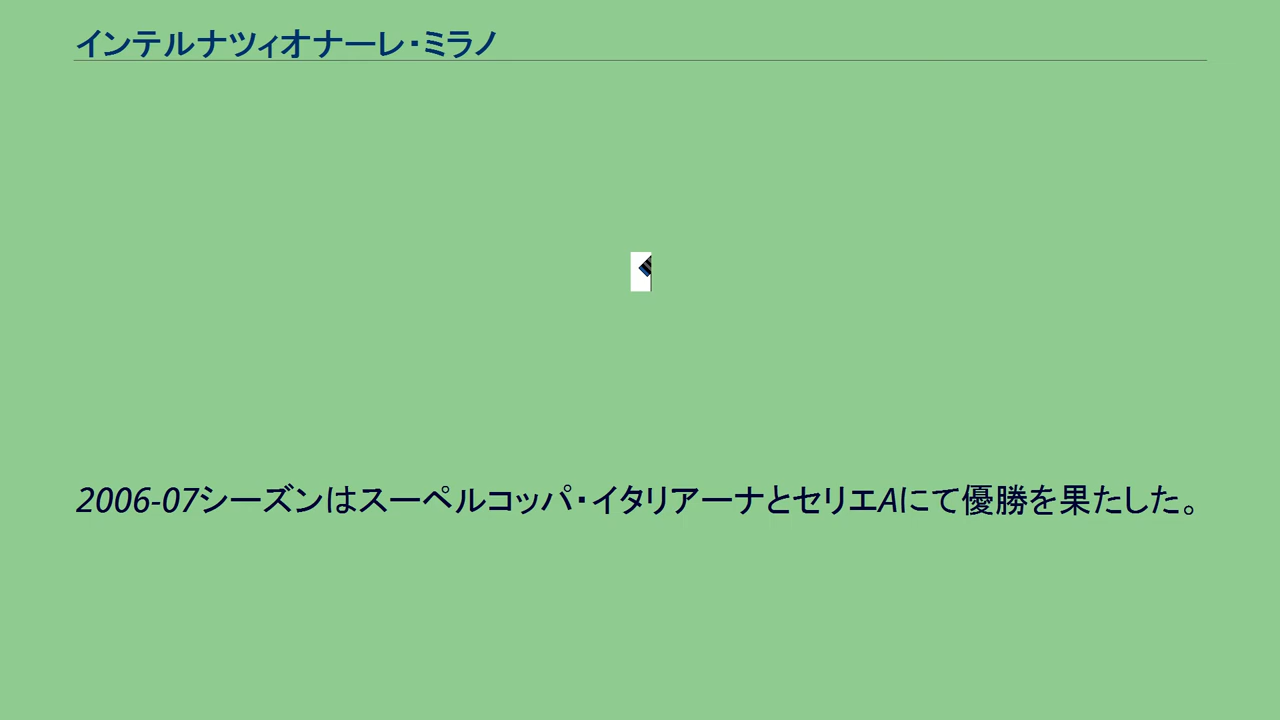 インテルナツィオナーレ・ミラノ
2006-07シーズンはスーペルコッパ・イタリアーナとセリエAにて優勝を果たした。